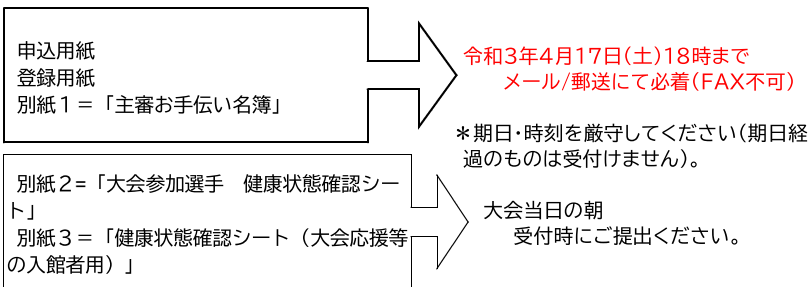 申込用紙
登録用紙
別紙１＝「主審お手伝い名簿」
令和3年4月17日(土)18時まで
メール/郵送にて必着(FAX不可)
＊期日・時刻を厳守してください(期日経
過のものは受付けません)。
別紙２=「大会参加選手　健康状態確認シー
ト」
別紙３＝「健康状態確認シート（大会応援等
の入館者用）」
大会当日の朝
受付時にご提出ください。